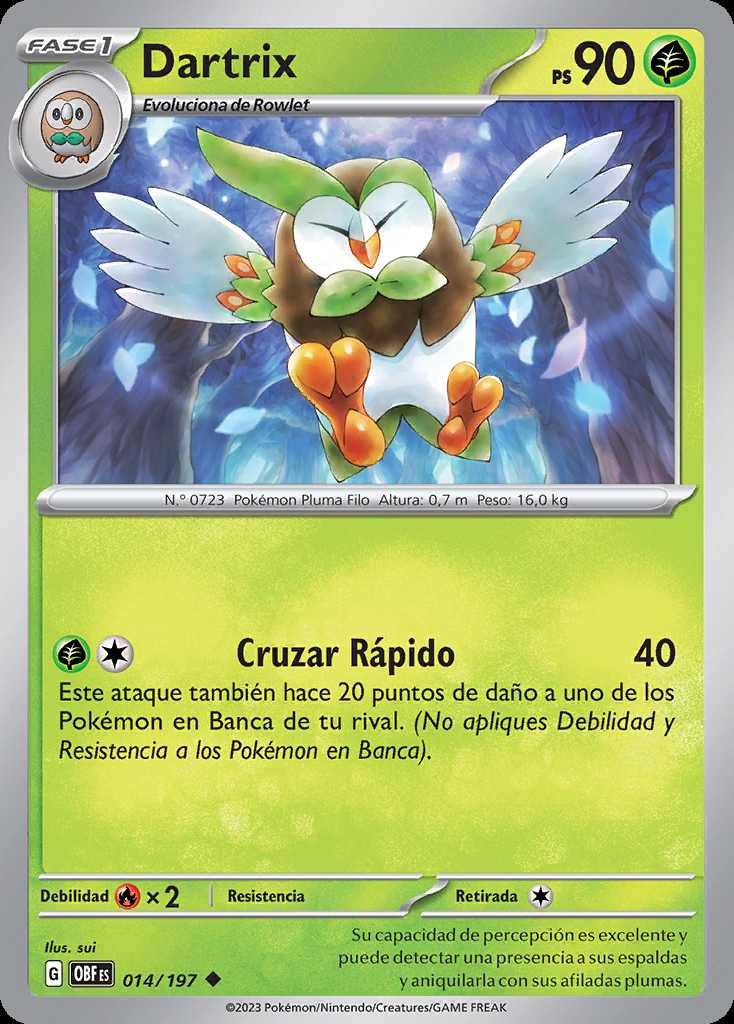 FASE 1
Dartrix
PS 90
Evoluciona de Rowlet
N.º 0723 Pokémon Pluma Filo Altura: 0,7 m Peso: 16,0 kg
Cruzar Rápido 40
Este ataque también hace 20 puntos de daño a uno de los
Pokémon en Banca de tu rival. (No apliques Debilidad y
Resistencia a los Pokémon en Banca).
Debilidad ×2 Resistencia Retirada
Ilus. sui
Su capacidad de percepción es excelente y
puede detectar una presencia a sus espaldas
y aniquilarla con sus afiladas plumas.
G OBF ES 014/197
©2023 Pokémon/Nintendo/Creatures/GAME FREAK